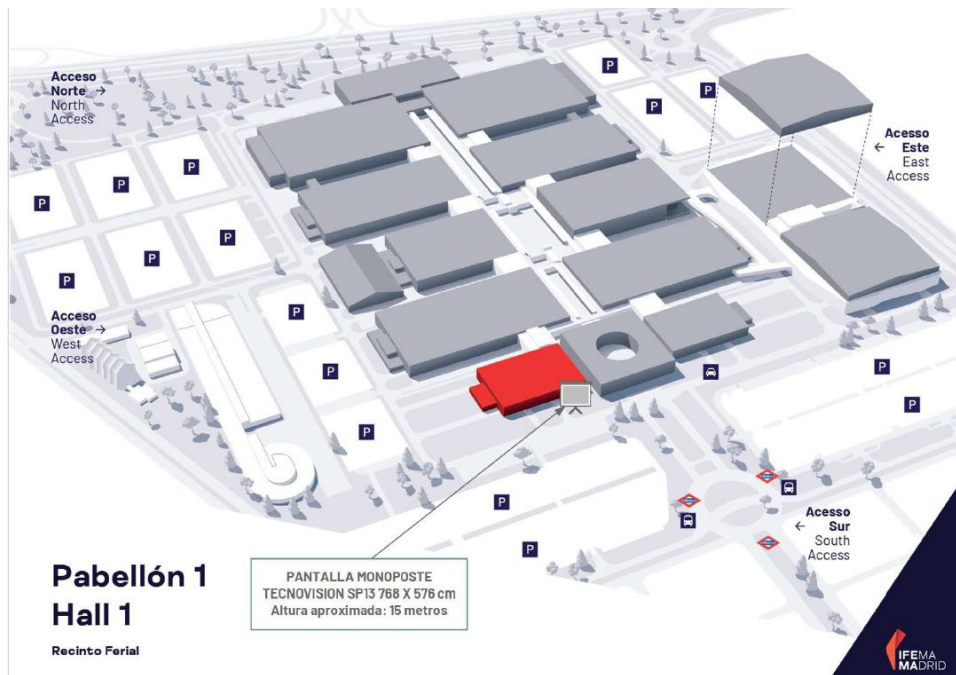 Acceso
Norte →
North
Access
Acesso
← Este
East
Access
P
P
P
P
P
P
P
P
P
P
P
P
Acceso
Oeste →
West
Access
P
P
P
P
P
P
Acceso
← Sur
South
Access
PANTALLA MONOPOSTE
TECNOVISION SP13 768 X 576 cm
Altura aproximada: 15 metros
Pabellón 1
Hall 1
Recinto Ferial
IFEMA
MADRID